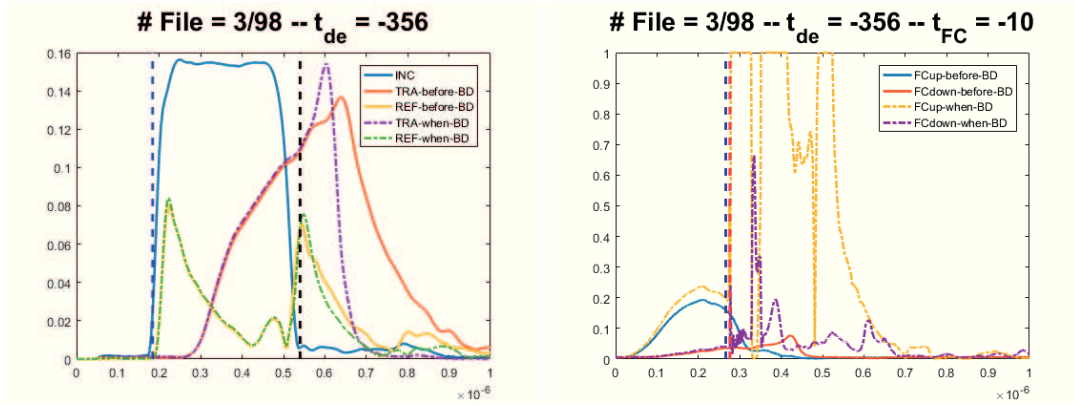 # File = 3/98 -- t_de = -356
0.16
0.14
0.12
0.1
0.08
0.06
0.04
0.02
0
INC
TRA-before-BD
REF-before-BD
TRA-when-BD
REF-when-BD
0 0.1 0.2 0.3 0.4 0.5 0.6 0.7 0.8 0.9 1
×10^-6
# File = 3/98 -- t_de = -356 -- t_FC = -10
1
0.9
0.8
0.7
0.6
0.5
0.4
0.3
0.2
0.1
0
FCup-before-BD
FCdown-before-BD
FCup-when-BD
FCdown-when-BD
0 0.1 0.2 0.3 0.4 0.5 0.6 0.7 0.8 0.9 1
×10^-6